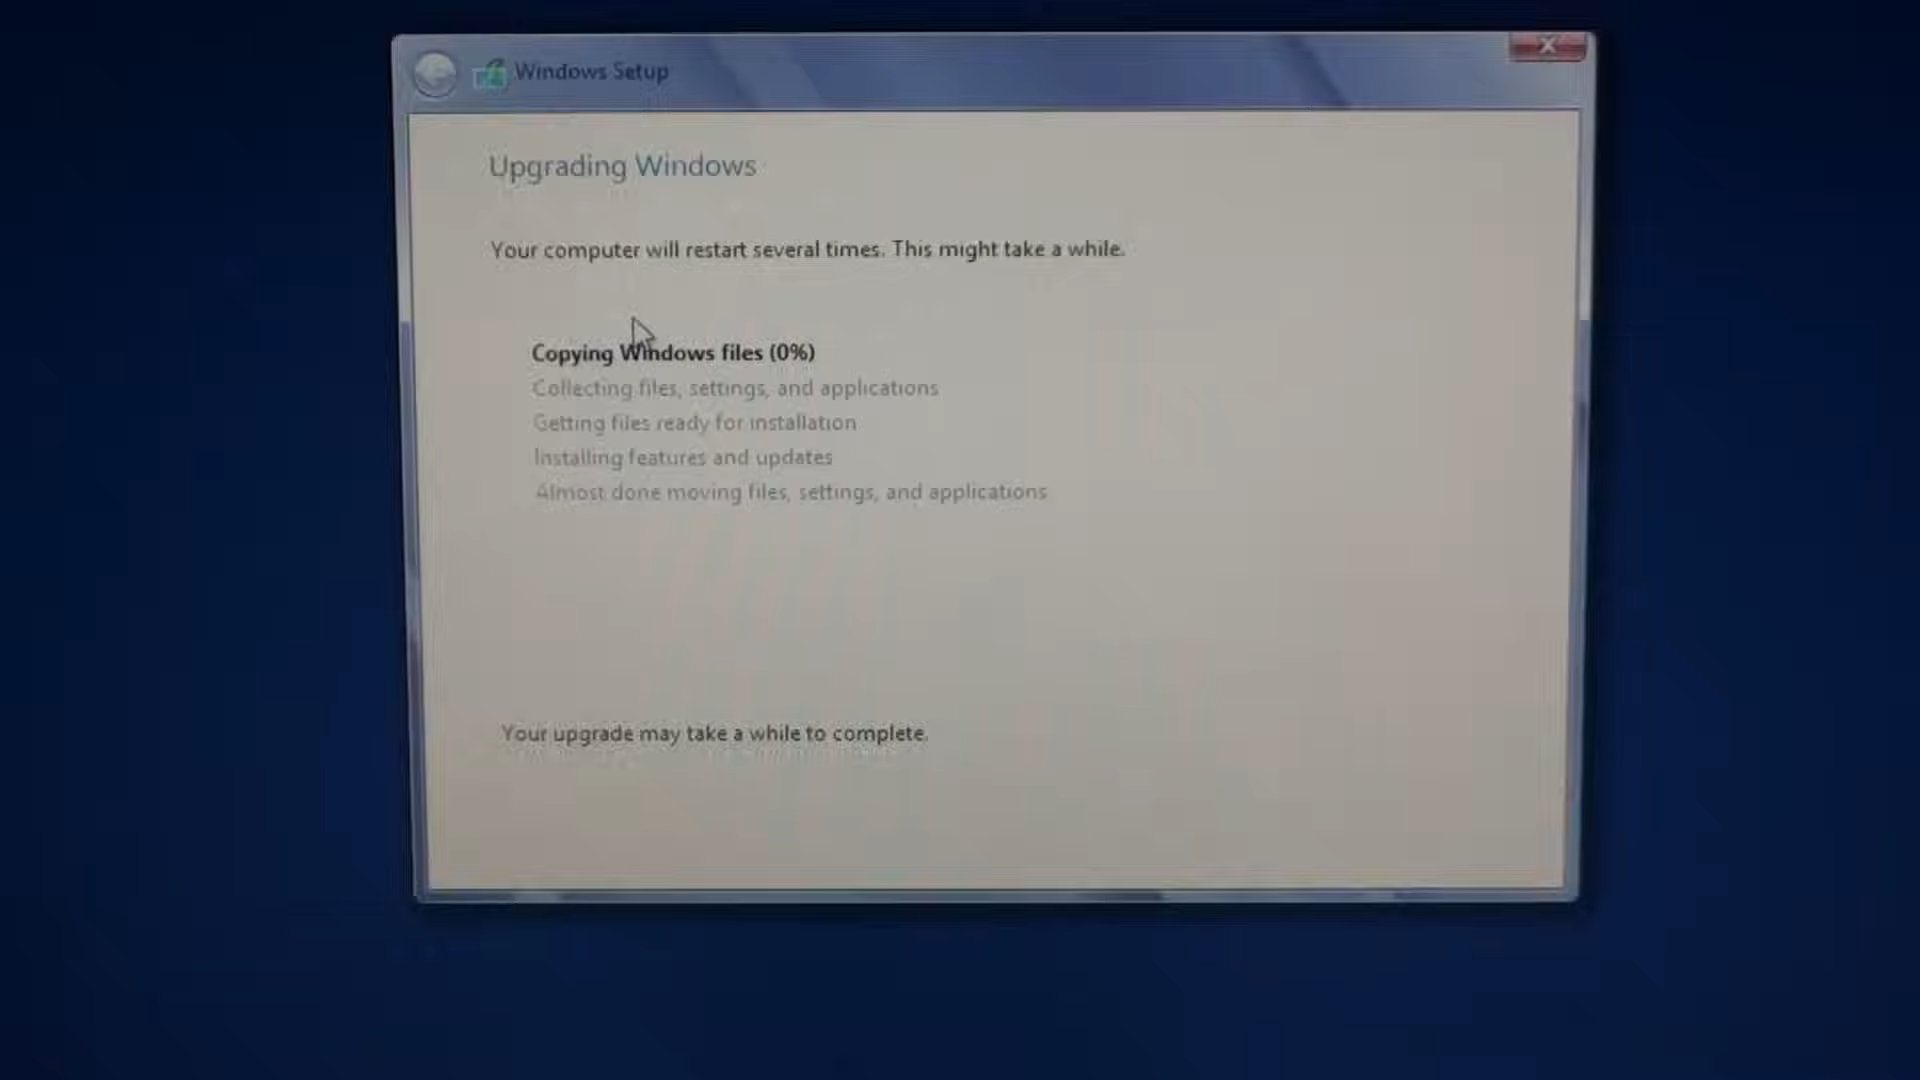 Windows Setup
Upgrading Windows
Your computer will restart several times. This might take a while.
Copying Windows files (0%)
Collecting files, settings, and applications
Getting files ready for installation
Installing features and updates
Almost done moving files, settings, and applications
Your upgrade may take a while to complete.